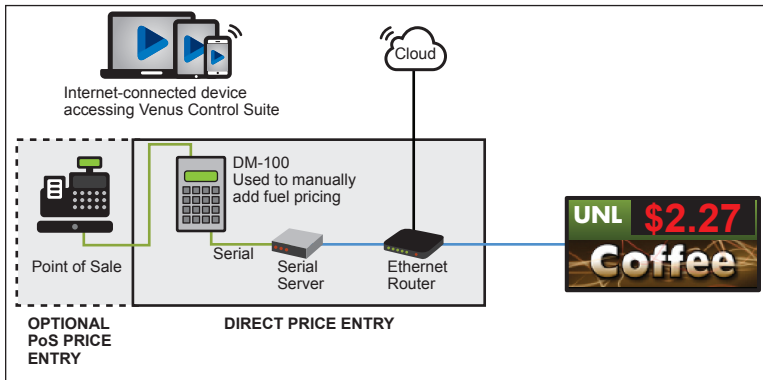 Cloud
Internet-connected device
accessing Venus Control Suite
DM-100
Used to manually
add fuel pricing
UNL $2.27
Coffee
Point of Sale
Serial
Serial
Server
Ethernet
Router
OPTIONAL
PoS PRICE
ENTRY
DIRECT PRICE ENTRY